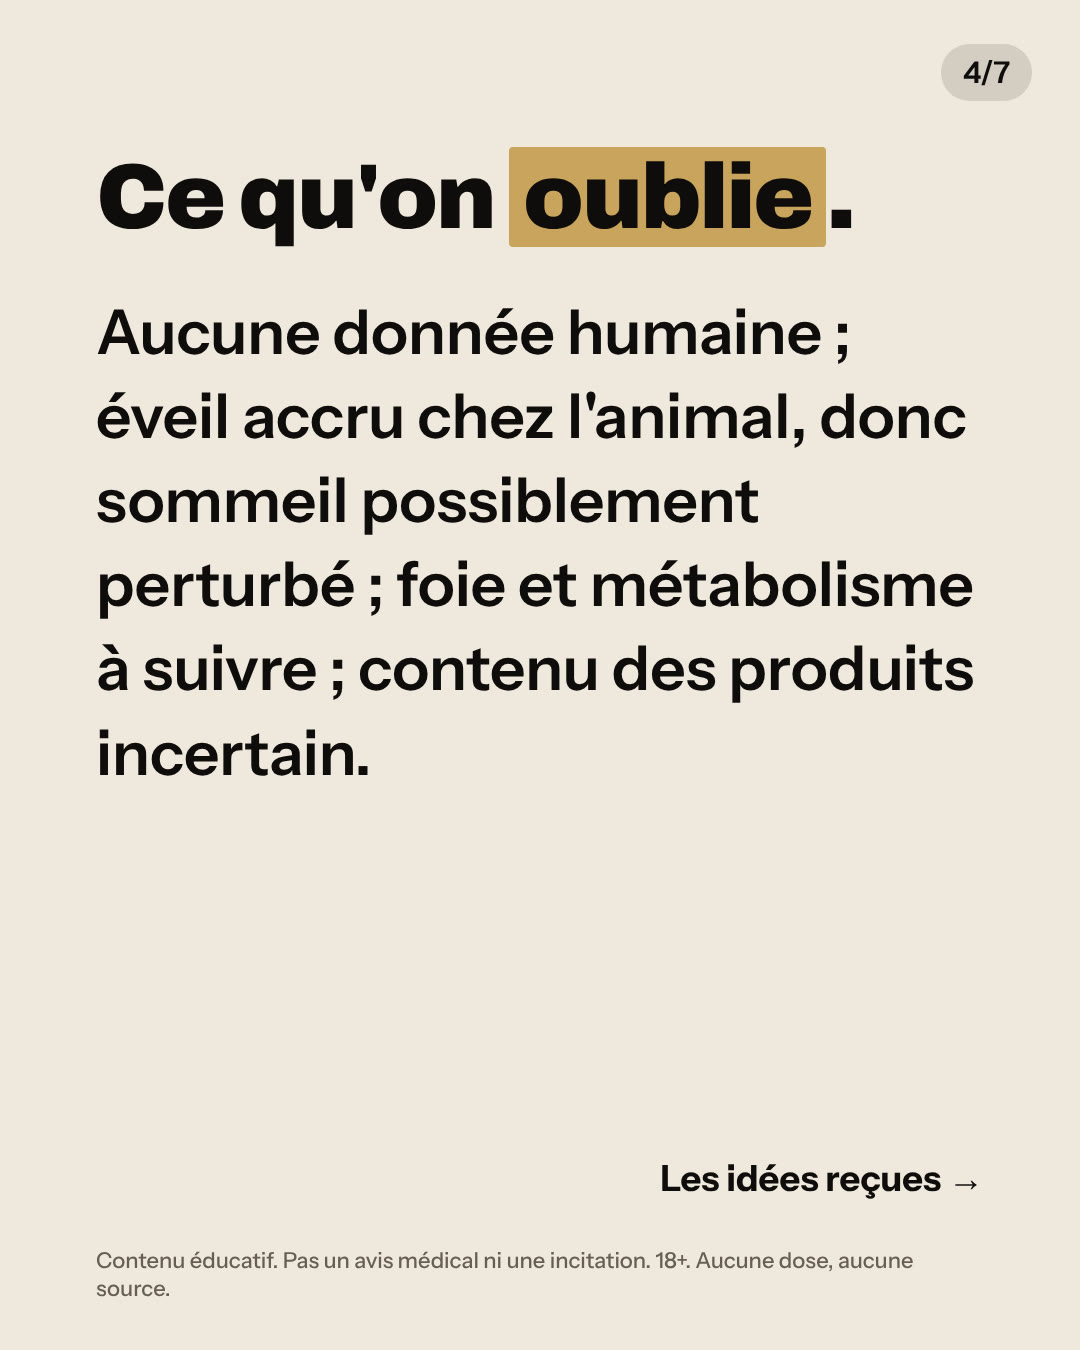 4/7
Ce qu'on oublie.
Aucune donnée humaine ;
éveil accru chez l'animal, donc
sommeil possiblement
perturbé ; foie et métabolisme
à suivre ; contenu des produits
incertain.
Les idées reçues →
Contenu éducatif. Pas un avis médical ni une incitation. 18+. Aucune dose, aucune
source.